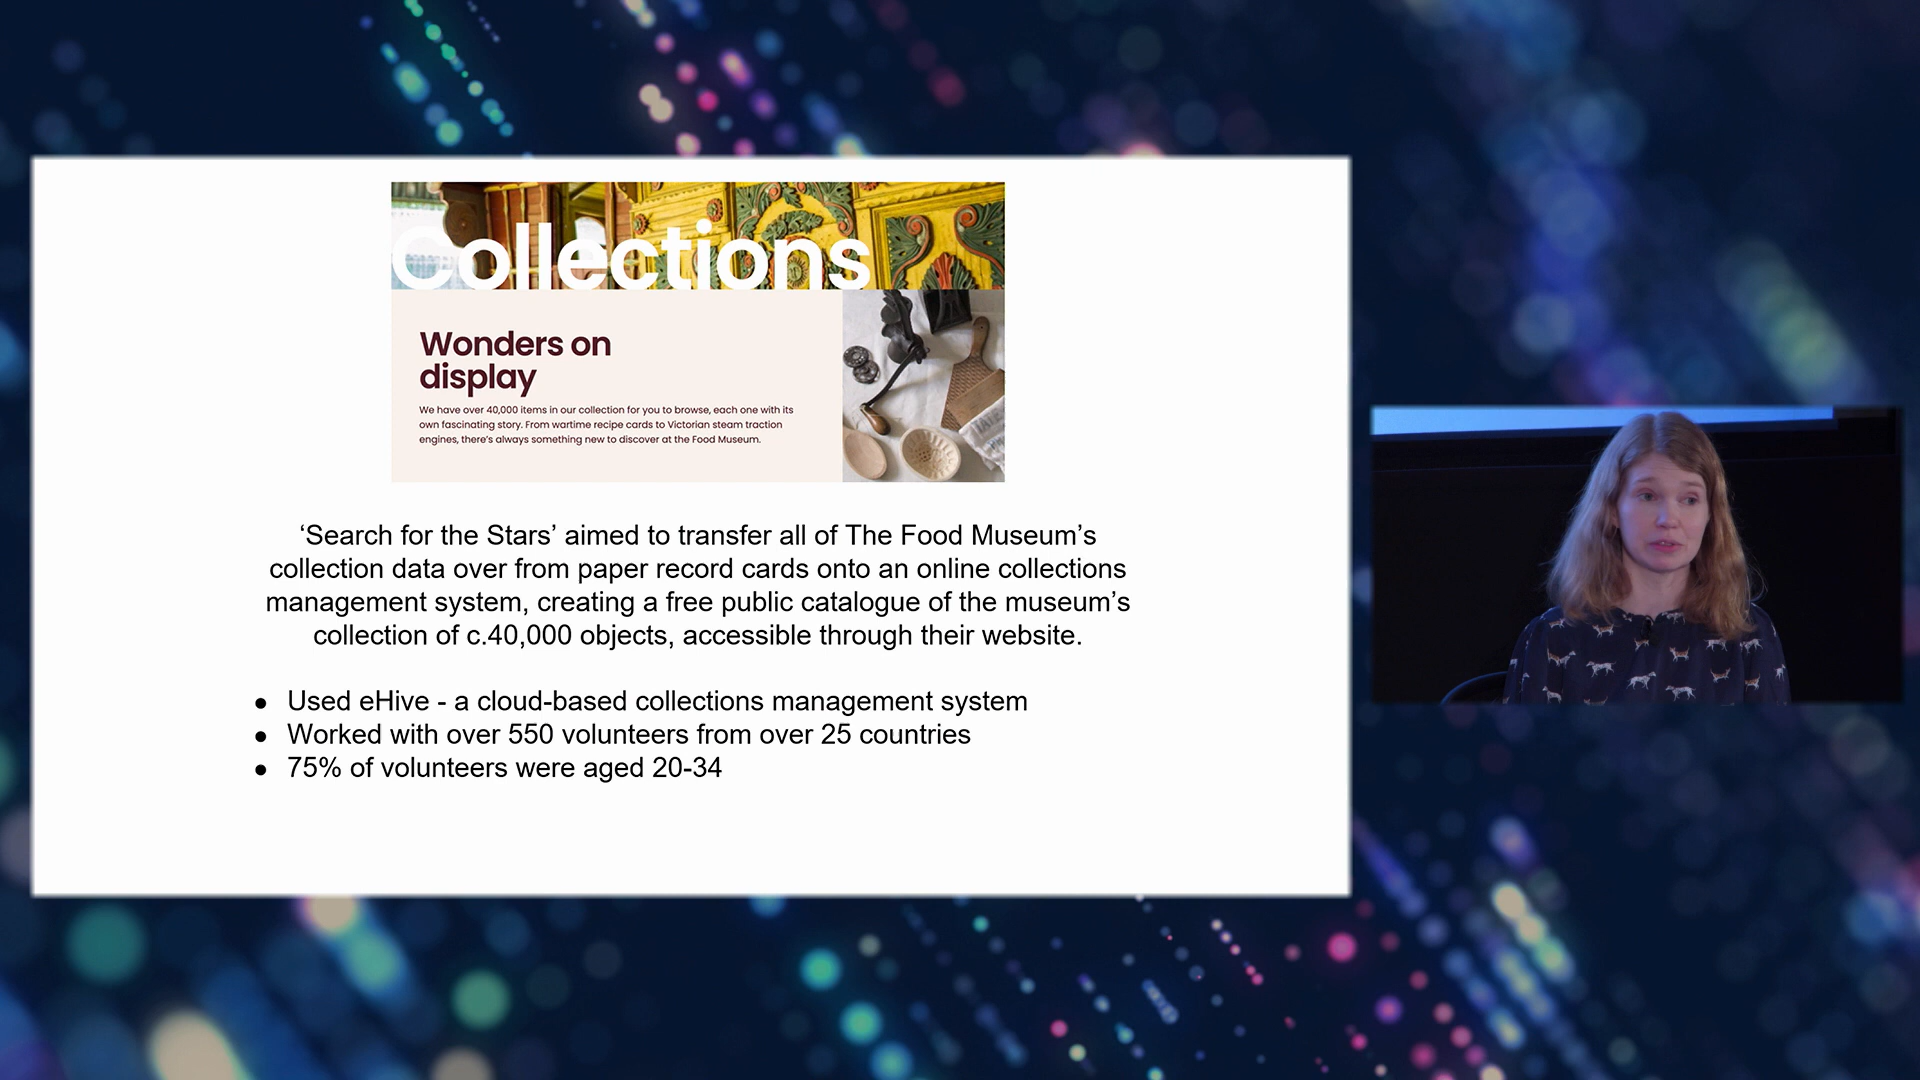 Collections
Wonders on
display
We have over 40,000 items in our collection for you to browse, each one with its
own fascinating story. From wartime recipe cards to Victorian steam traction
engines, there's always something new to discover at the Food Museum.
‘Search for the Stars’ aimed to transfer all of The Food Museum’s
collection data over from paper record cards onto an online collections
management system, creating a free public catalogue of the museum’s
collection of c.40,000 objects, accessible through their website.
● Used eHive - a cloud-based collections management system
● Worked with over 550 volunteers from over 25 countries
● 75% of volunteers were aged 20-34